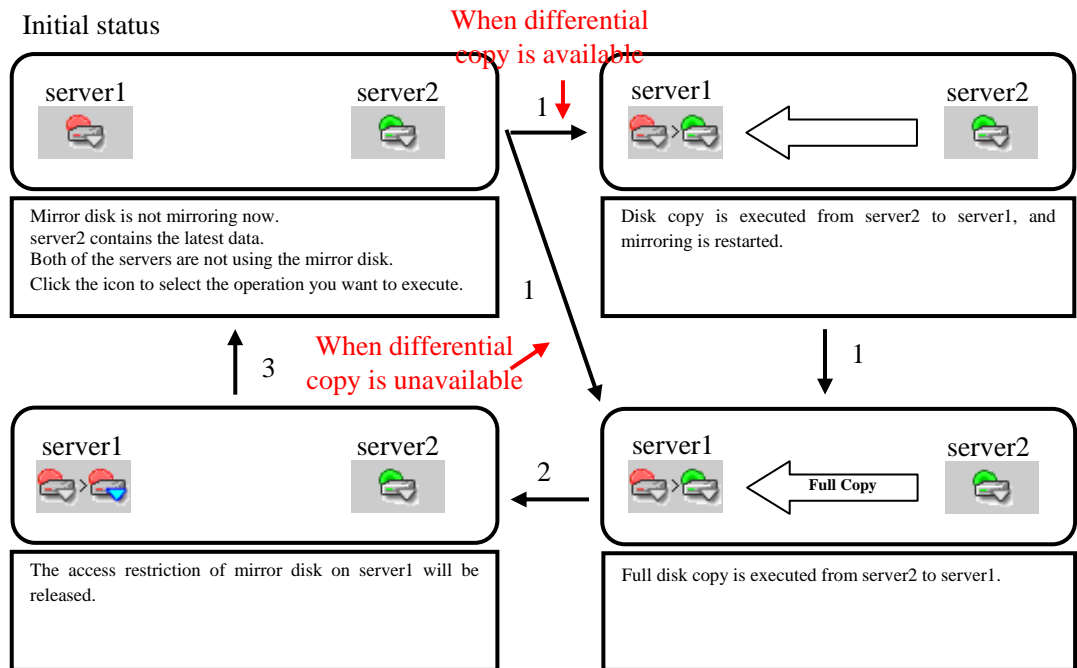 Initial status
When differential
copy is available
server1
server2
1
server1
server2
Mirror disk is not mirroring now.
server2 contains the latest data.
Both of the servers are not using the mirror disk.
Click the icon to select the operation you want to execute.
Disk copy is executed from server2 to server1, and
mirroring is restarted.
1
When differential
copy is unavailable
3
1
server1
server2
2
server1
>
Full Copy
server2
The access restriction of mirror disk on server1 will be
released.
Full disk copy is executed from server2 to server1.